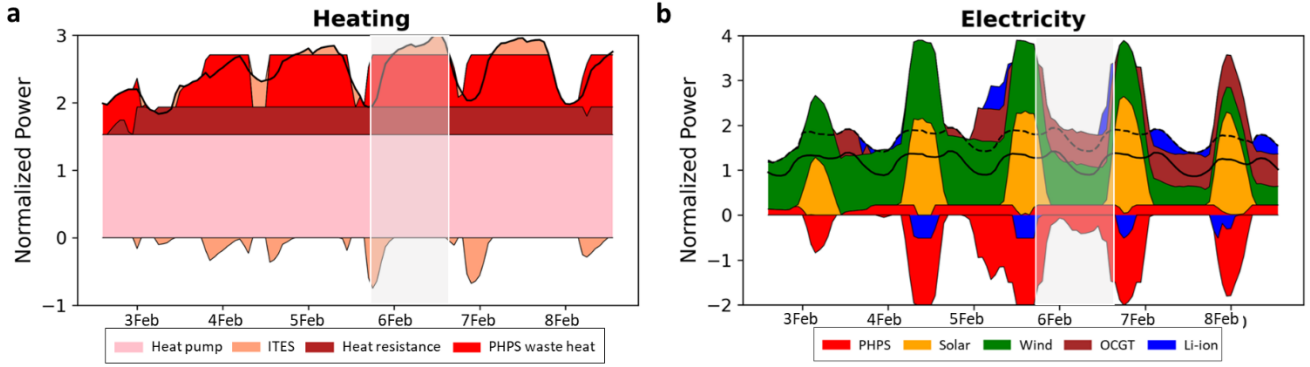 a
Heating
Normalized Power
3
2
1
0
−1
3Feb 4Feb 5Feb 6Feb 7Feb 8Feb
Heat pump ITES Heat resistance PHPS waste heat
b
Electricity
Normalized Power
4
3
2
1
0
−1
−2
3Feb 4Feb 5Feb 6Feb 7Feb 8Feb )
PHPS Solar Wind OCGT Li-ion